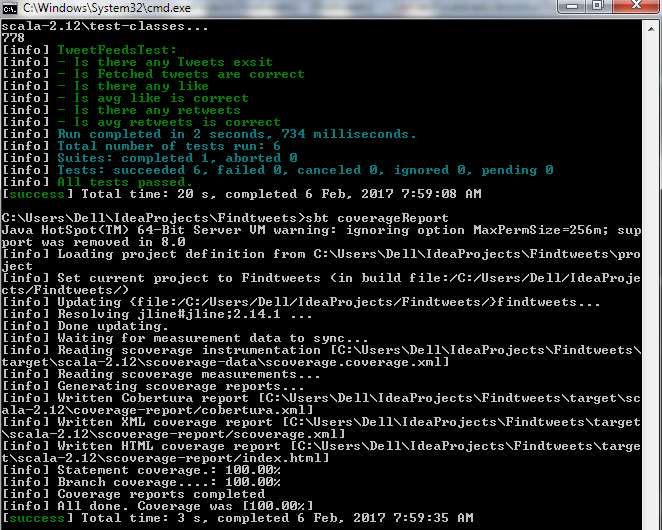 C:\Windows\System32\cmd.exe
scala-2.12\test-classes...
778
[info] TweetFeedsTest:
[info] - Is there any Tweets exsit
[info] - Is Fetched tweets are correct
[info] - Is there any like
[info] - Is avg like is correct
[info] - Is there any retweets
[info] - Is avg retweets is correct
[info] Run completed in 2 seconds, 734 milliseconds.
[info] Total number of tests run: 6
[info] Suites: completed 1, aborted 0
[info] Tests: succeeded 6, failed 0, canceled 0, ignored 0, pending 0
[info] All tests passed.
[success] Total time: 20 s, completed 6 Feb, 2017 7:59:08 AM
C:\Users\Dell\IdeaProjects\Findtweets>sbt coverageReport
Java HotSpot(TM) 64-Bit Server VM warning: ignoring option MaxPermSize=256m; sup
port was removed in 8.0
[info] Loading project definition from C:\Users\Dell\IdeaProjects\Findtweets\pro
ject
[info] Set current project to Findtweets (in build file:/C:/Users/Dell/IdeaProje
cts/Findtweets/)
[info] Updating {file:/C:/Users/Dell/IdeaProjects/Findtweets/}findtweets...
[info] Resolving jline#jline;2.14.1 ...
[info] Done updating.
[info] Waiting for measurement data to sync...
[info] Reading scoverage instrumentation [C:\Users\Dell\IdeaProjects\Findtweets\
target\scala-2.12\scoverage-data\scoverage.coverage.xml]
[info] Reading scoverage measurements...
[info] Generating scoverage reports...
[info] Written Cobertura report [C:\Users\Dell\IdeaProjects\Findtweets\target\sc
ala-2.12\coverage-report/cobertura.xml]
[info] Written XML coverage report [C:\Users\Dell\IdeaProjects\Findtweets\target
\scala-2.12\scoverage-report/scoverage.xml]
[info] Written HTML coverage report [C:\Users\Dell\IdeaProjects\Findtweets\targe
t\scala-2.12\scoverage-report/index.html]
[info] Statement coverage.: 100.00%
[info] Branch coverage....: 100.00%
[info] Coverage reports completed
[info] All done. Coverage was [100.00%]
[success] Total time: 3 s, completed 6 Feb, 2017 7:59:35 AM